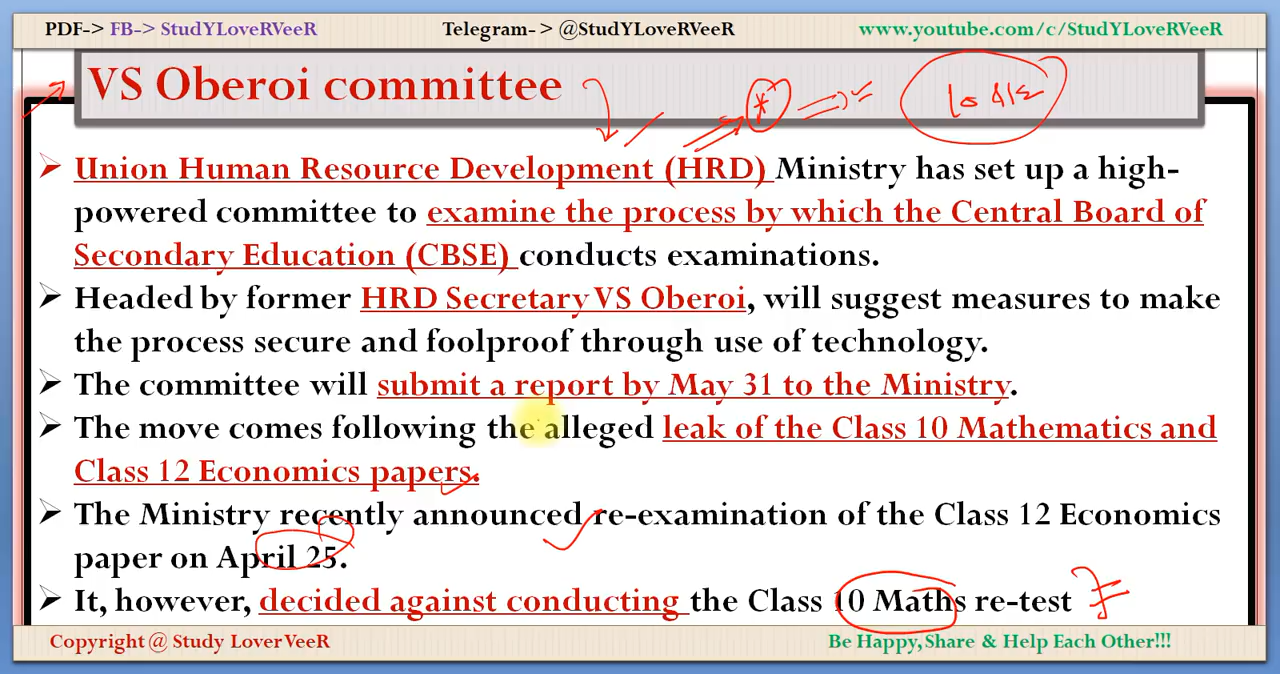 PDF-> FB-> StudYLoveRVeeR Telegram- > @StudYLoveRVeeR www.youtube.com/c/StudYLoveRVeeR
VS Oberoi committee
Union Human Resource Development (HRD) Ministry has set up a high-
powered committee to examine the process by which the Central Board of
Secondary Education (CBSE) conducts examinations.
Headed by former HRD Secretary VS Oberoi, will suggest measures to make
the process secure and foolproof through use of technology.
The committee will submit a report by May 31 to the Ministry.
The move comes following the alleged leak of the Class 10 Mathematics and
Class 12 Economics papers.
The Ministry recently announced re-examination of the Class 12 Economics
paper on April 25.
It, however, decided against conducting the Class 10 Maths re-test
Copyright @ Study LoverVeeR Be Happy,Share & Help Each Other!!!